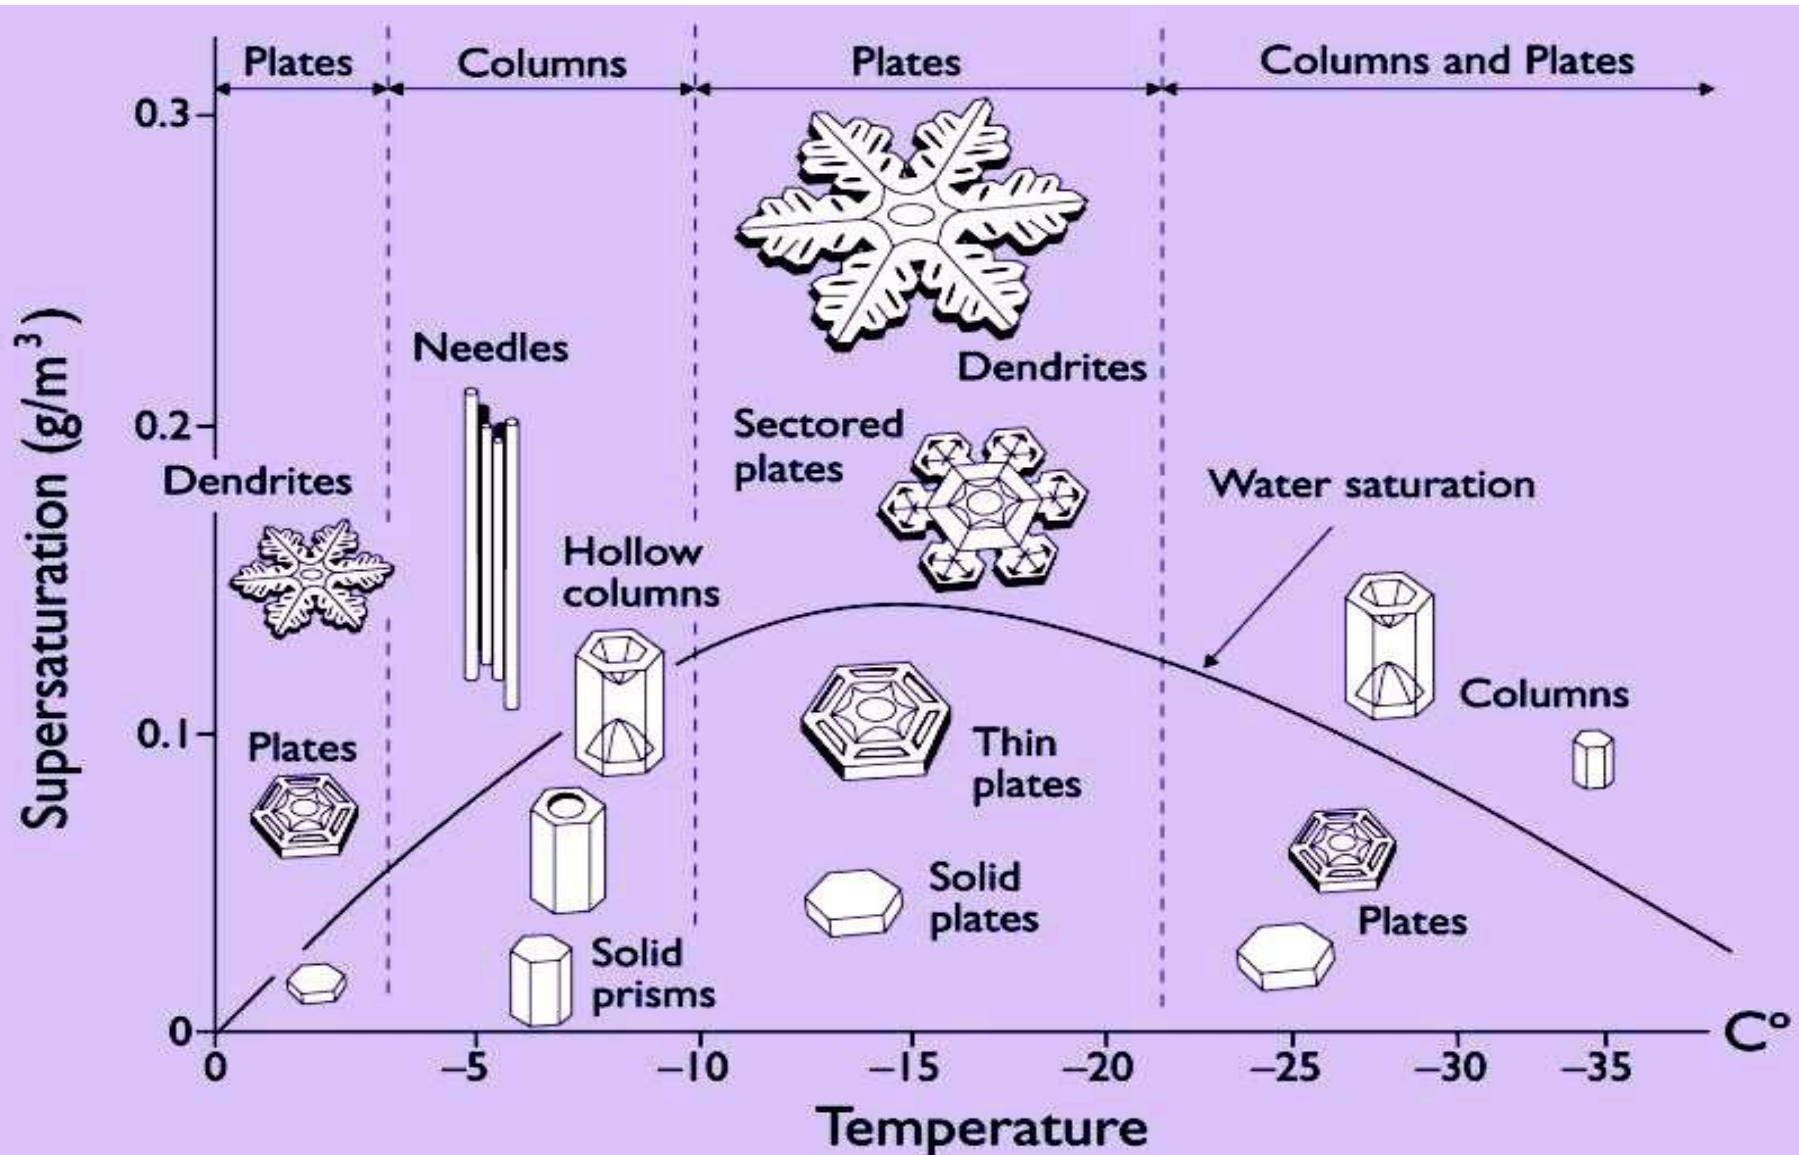 Plates
Columns
Plates
Columns and Plates
0.3
Needles
Dendrites
0.2
Sectored
plates
Dendrites
Water saturation
Hollow
columns
Columns
0.1
Plates
Thin
plates
Solid
plates
Plates
Solid
prisms
0
C°
0
–5
–10
–15
–20
–25
–30
–35
Temperature
Supersaturation (g/m³)